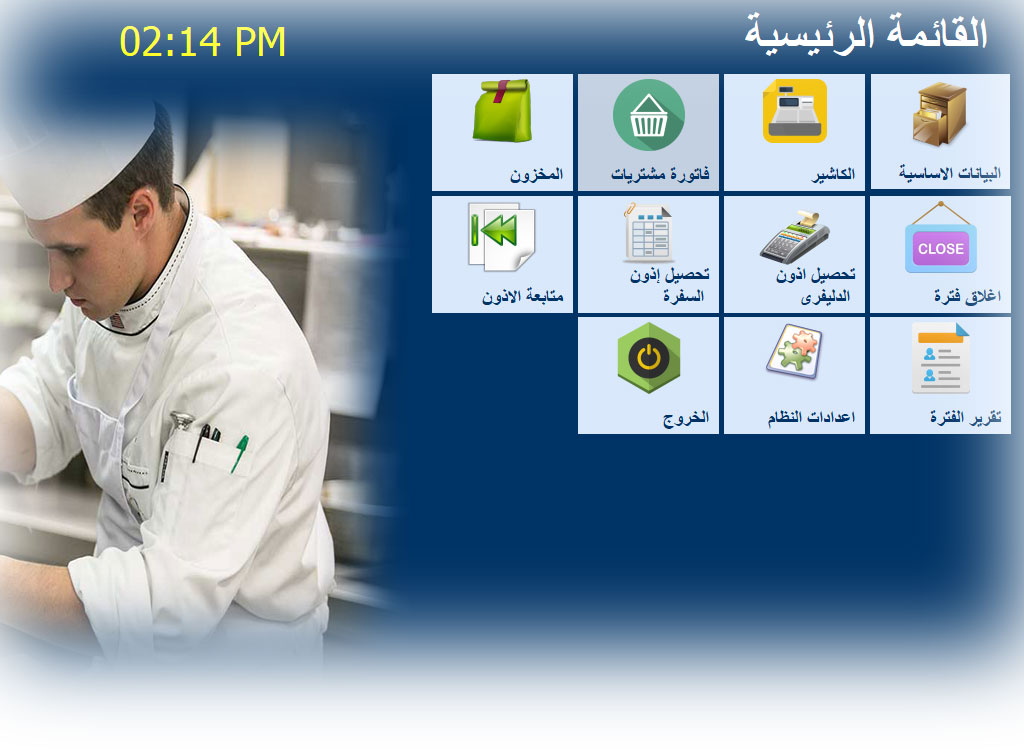 القائمة الرئيسية
02:14 PM
البيانات الاساسية
الكاشير
فاتورة مشتريات
المخزون
CLOSE
اغلاق فترة
تحصيل اذون
الدليفرى
تحصيل إذون
السفرة
متابعة الاذون
تقرير الفترة
اعدادات النظام
الخروج